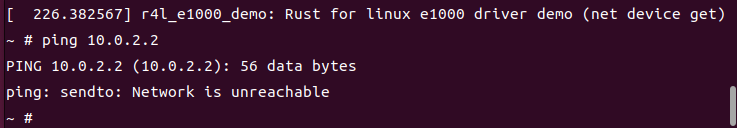 [  226.382567] r4l_e1000_demo: Rust for linux e1000 driver demo (net device get)
~ # ping 10.0.2.2
PING 10.0.2.2 (10.0.2.2): 56 data bytes
ping: sendto: Network is unreachable
~ #